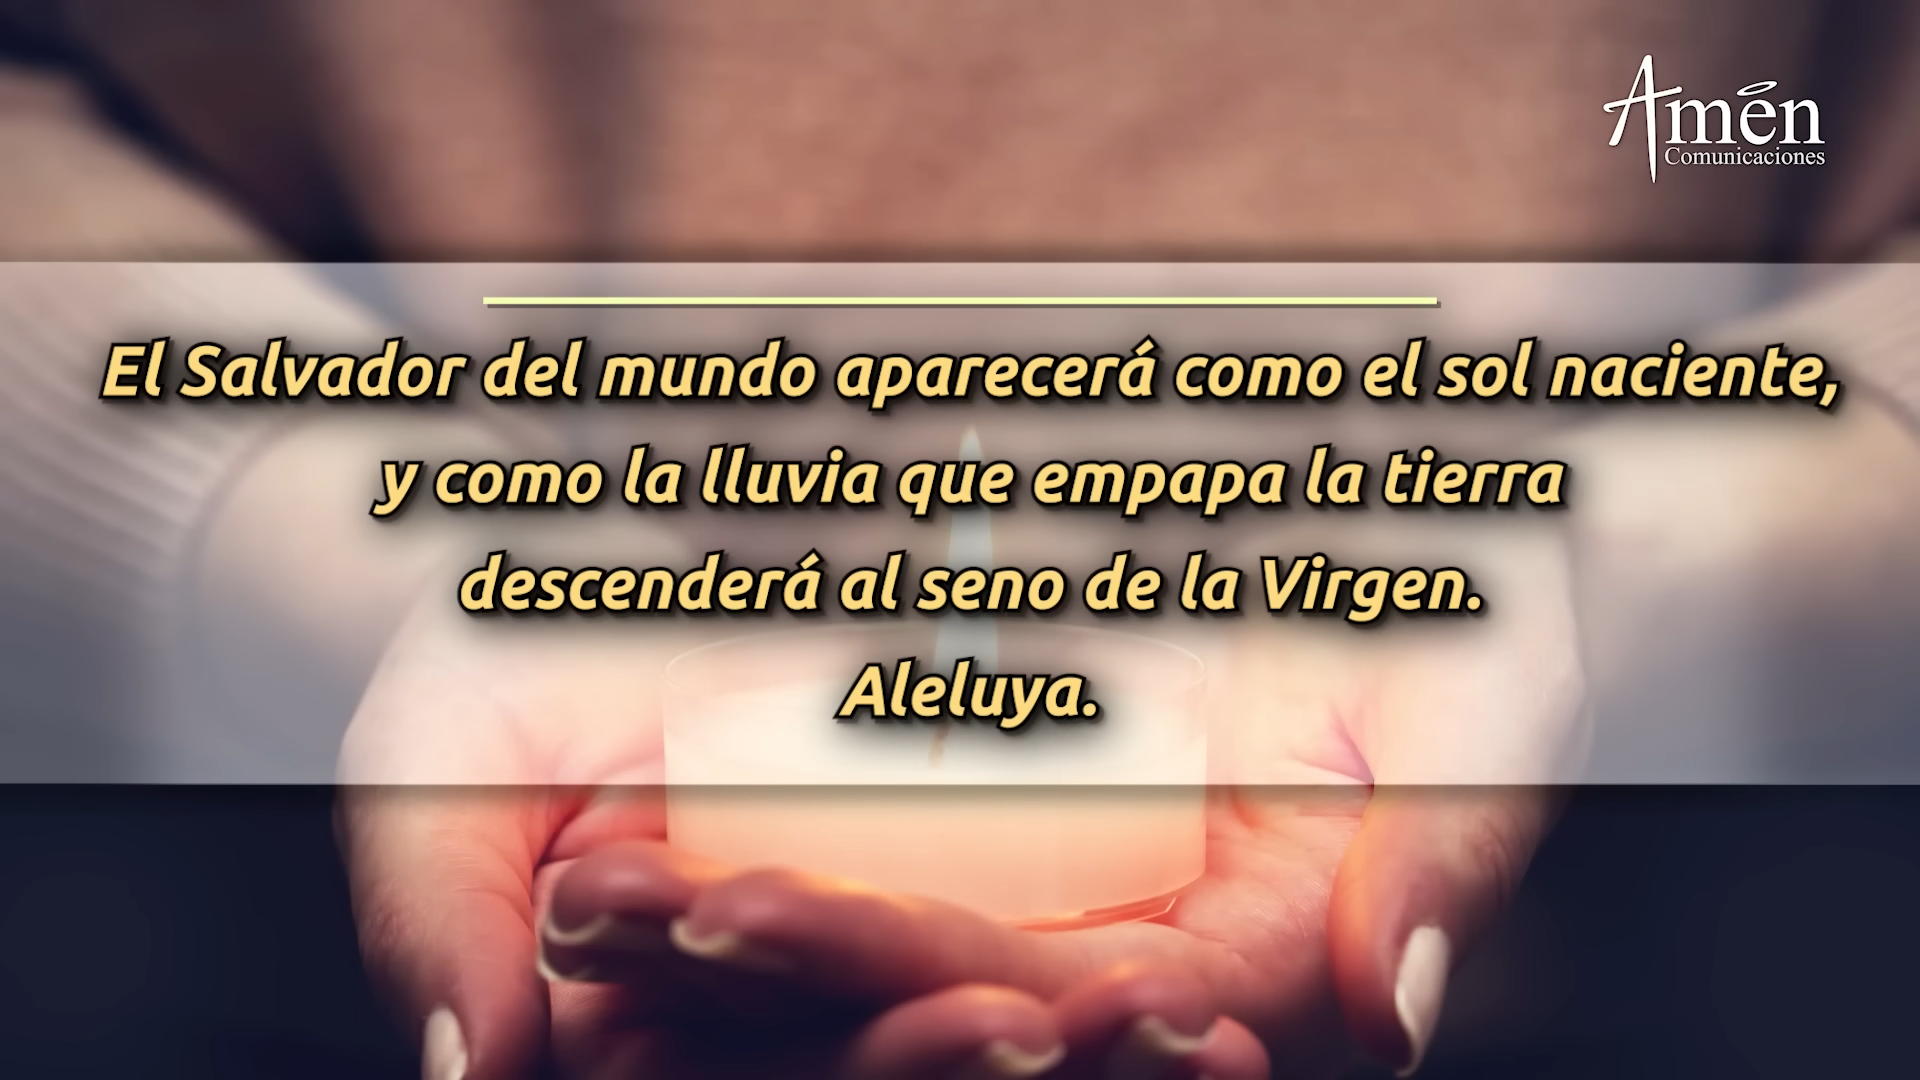 Amén
Comunicaciones
El Salvador del mundo aparecerá como el sol naciente,
y como la lluvia que empapa la tierra
descenderá al seno de la Virgen.
Aleluya.